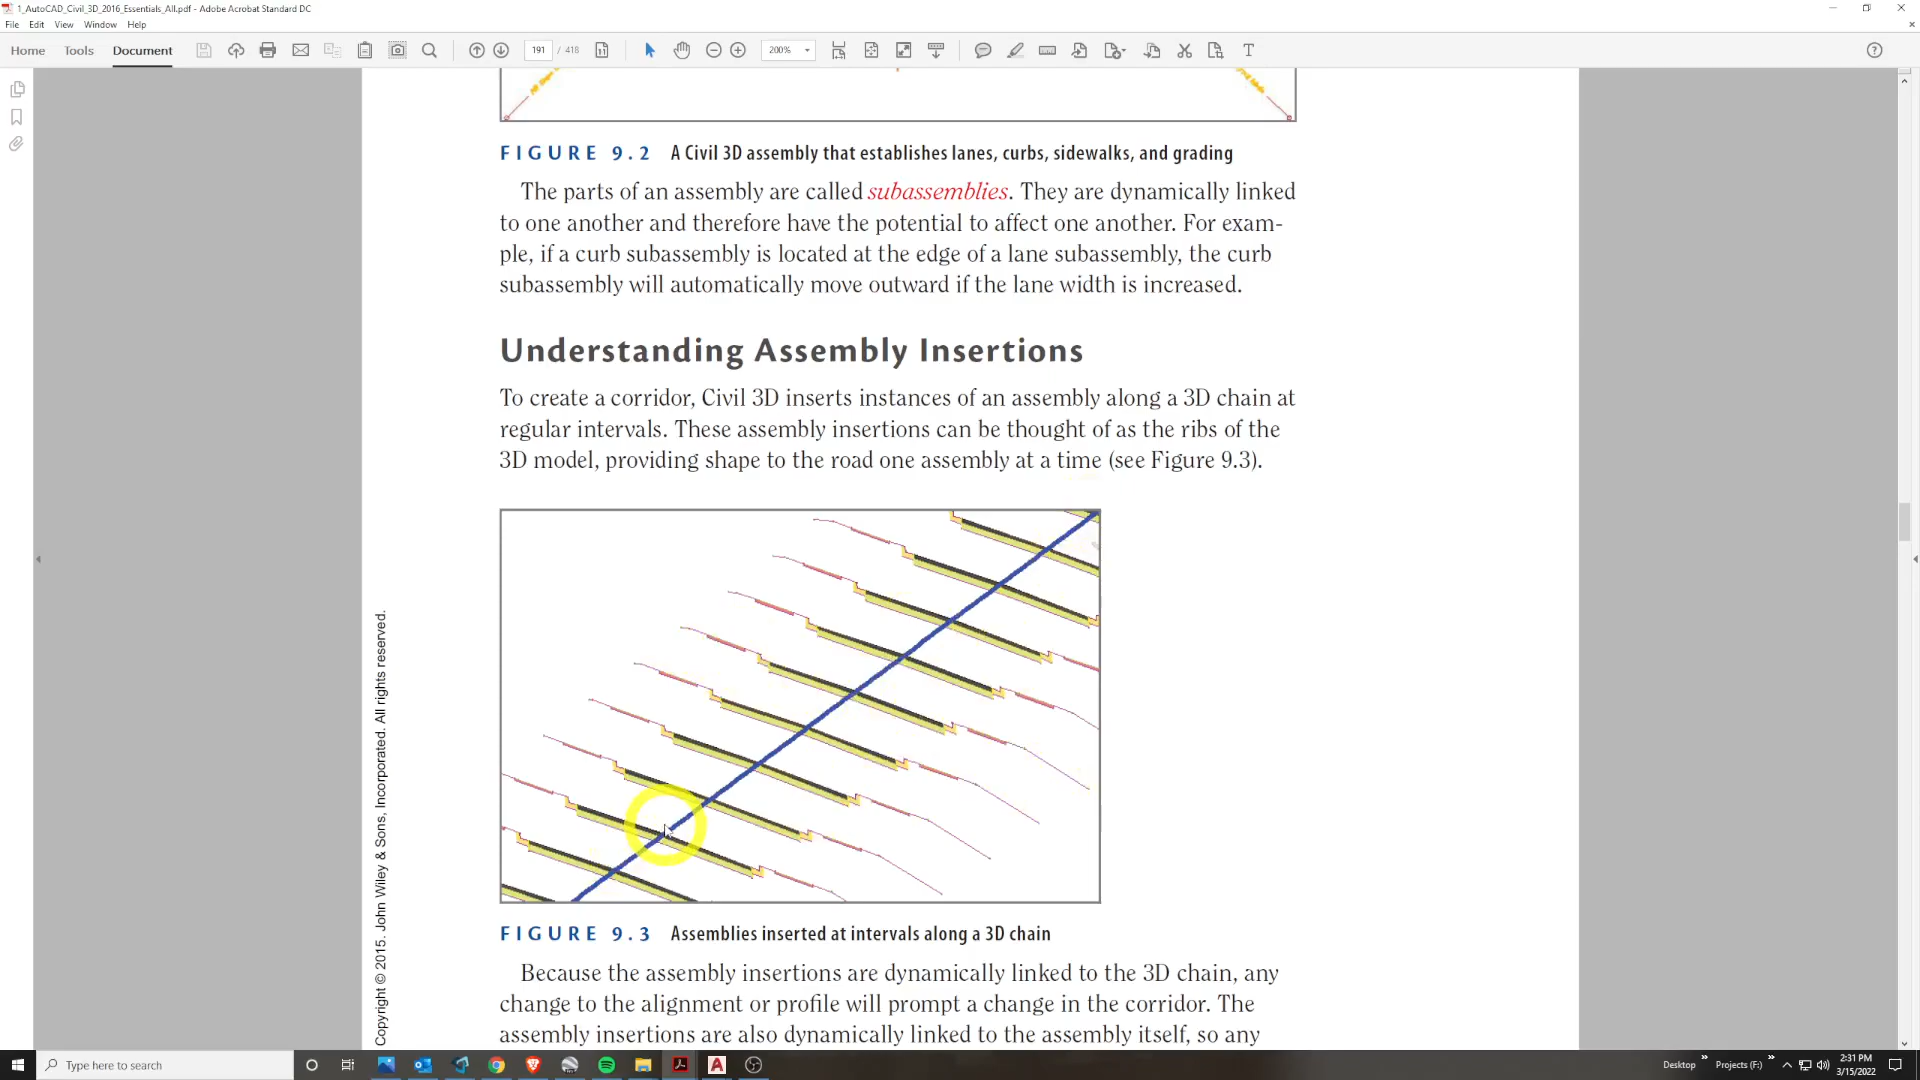 1_AutoCAD_Civil_3D_2016_Essentials_All.pdf - Adobe Acrobat Standard DC
File Edit View Window Help
Home Tools Document 191 / 418 200%
FIGURE 9.2 A Civil 3D assembly that establishes lanes, curbs, sidewalks, and grading
The parts of an assembly are called subassemblies. They are dynamically linked
to one another and therefore have the potential to affect one another. For exam-
ple, if a curb subassembly is located at the edge of a lane subassembly, the curb
subassembly will automatically move outward if the lane width is increased.
Understanding Assembly Insertions
To create a corridor, Civil 3D inserts instances of an assembly along a 3D chain at
regular intervals. These assembly insertions can be thought of as the ribs of the
3D model, providing shape to the road one assembly at a time (see Figure 9.3).
FIGURE 9.3 Assemblies inserted at intervals along a 3D chain
Because the assembly insertions are dynamically linked to the 3D chain, any
change to the alignment or profile will prompt a change in the corridor. The
assembly insertions are also dynamically linked to the assembly itself, so any
Copyright © 2015. John Wiley & Sons, Incorporated. All rights reserved.
Type here to search
Desktop
Projects (F:)
2:31 PM
3/15/2022